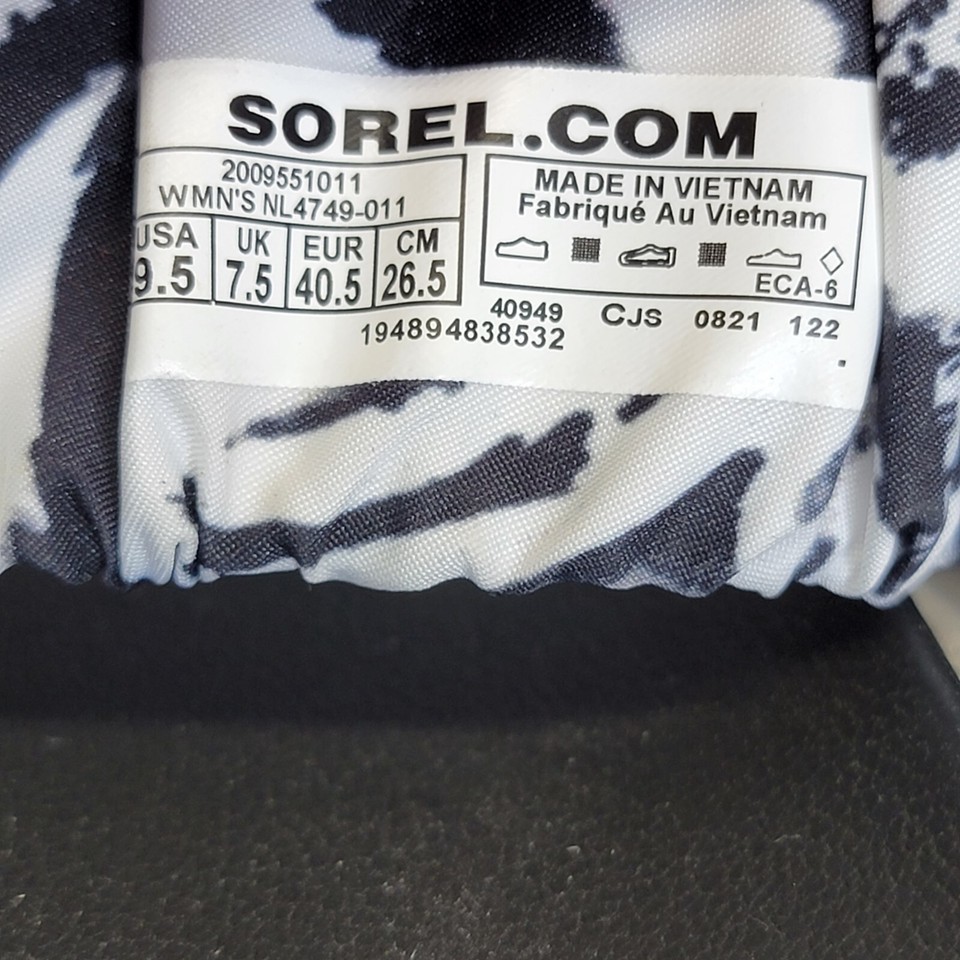 SOREL.COM
2009551011
WMN'S NL4749-011
USA UK EUR CM
9.5 7.5 40.5 26.5
MADE IN VIETNAM
Fabriqué Au Vietnam
ECA-6
40949 CJS 0821 122
194894838532